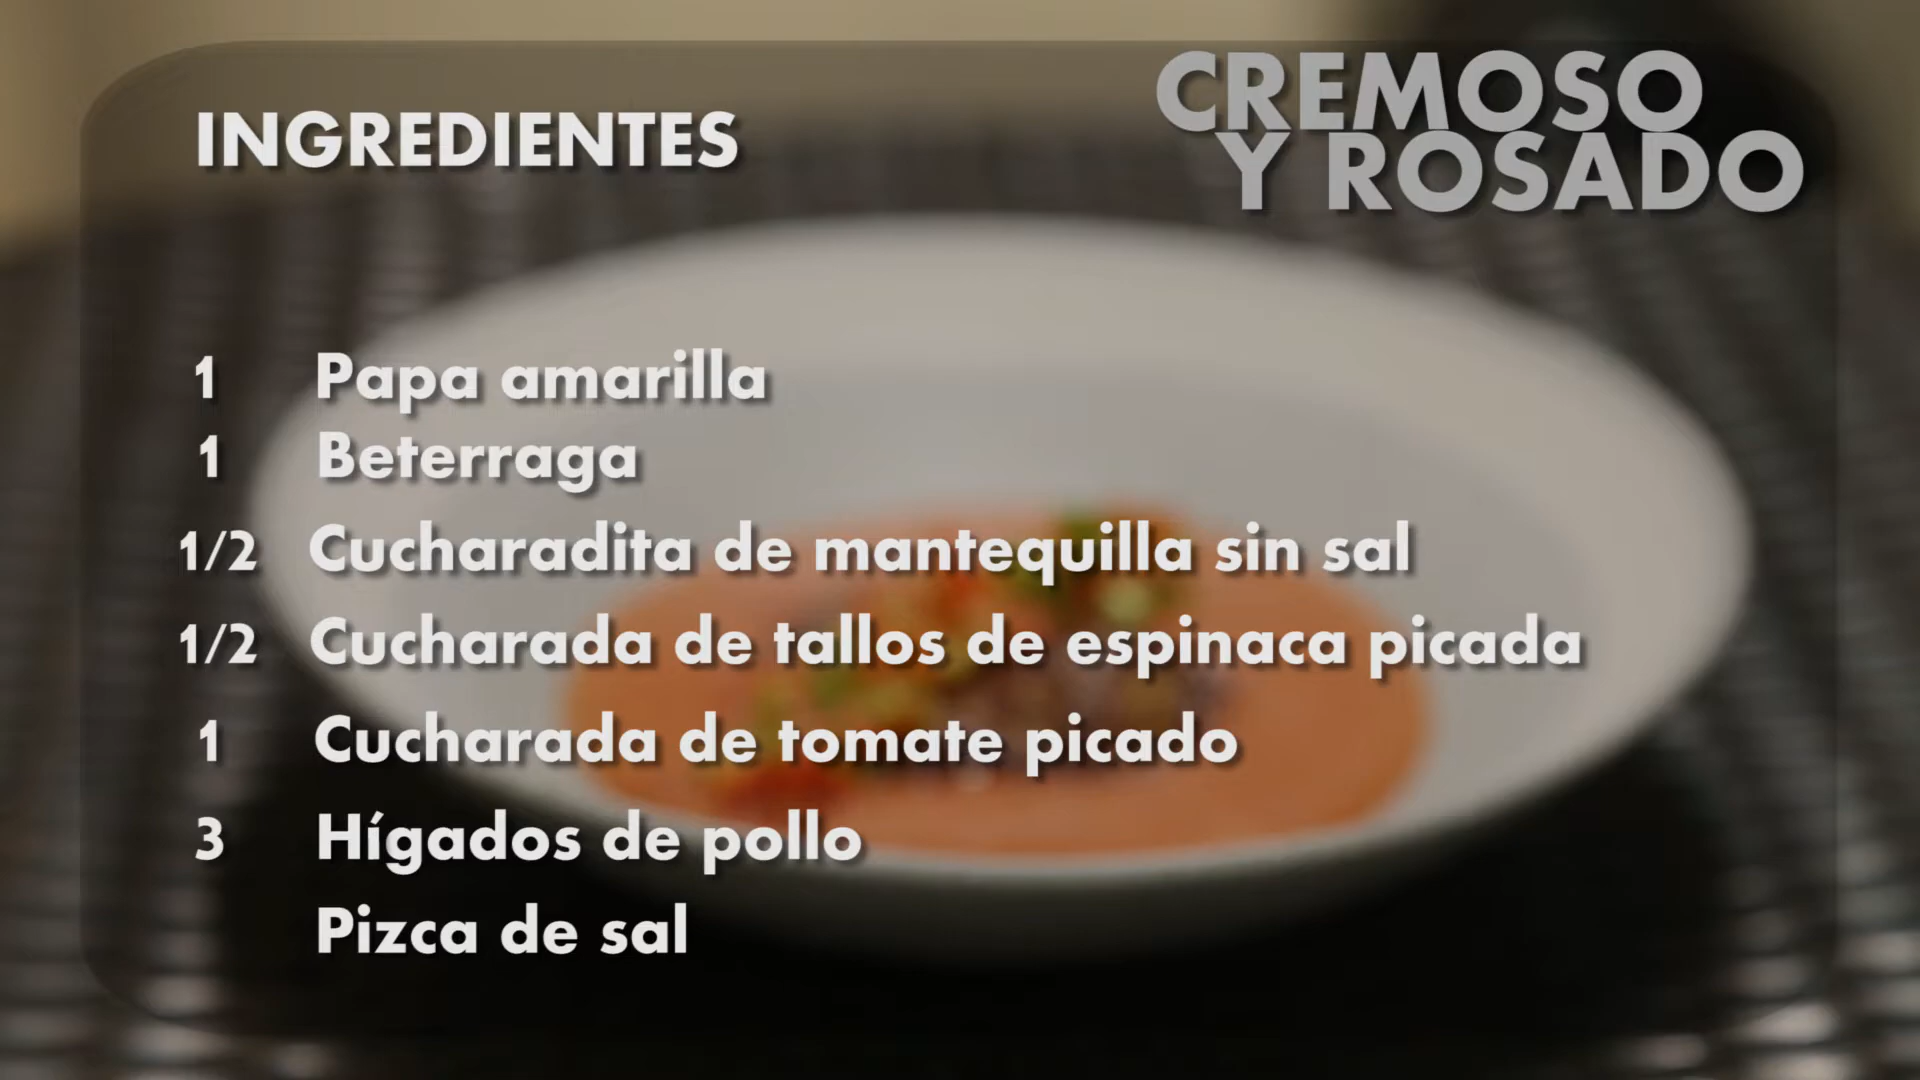 INGREDIENTES
CREMOSO
Y ROSADO
1 Papa amarilla
1 Beterraga
1/2 Cucharadita de mantequilla sin sal
1/2 Cucharada de tallos de espinaca picada
1 Cucharada de tomate picado
3 Hígados de pollo
Pizca de sal